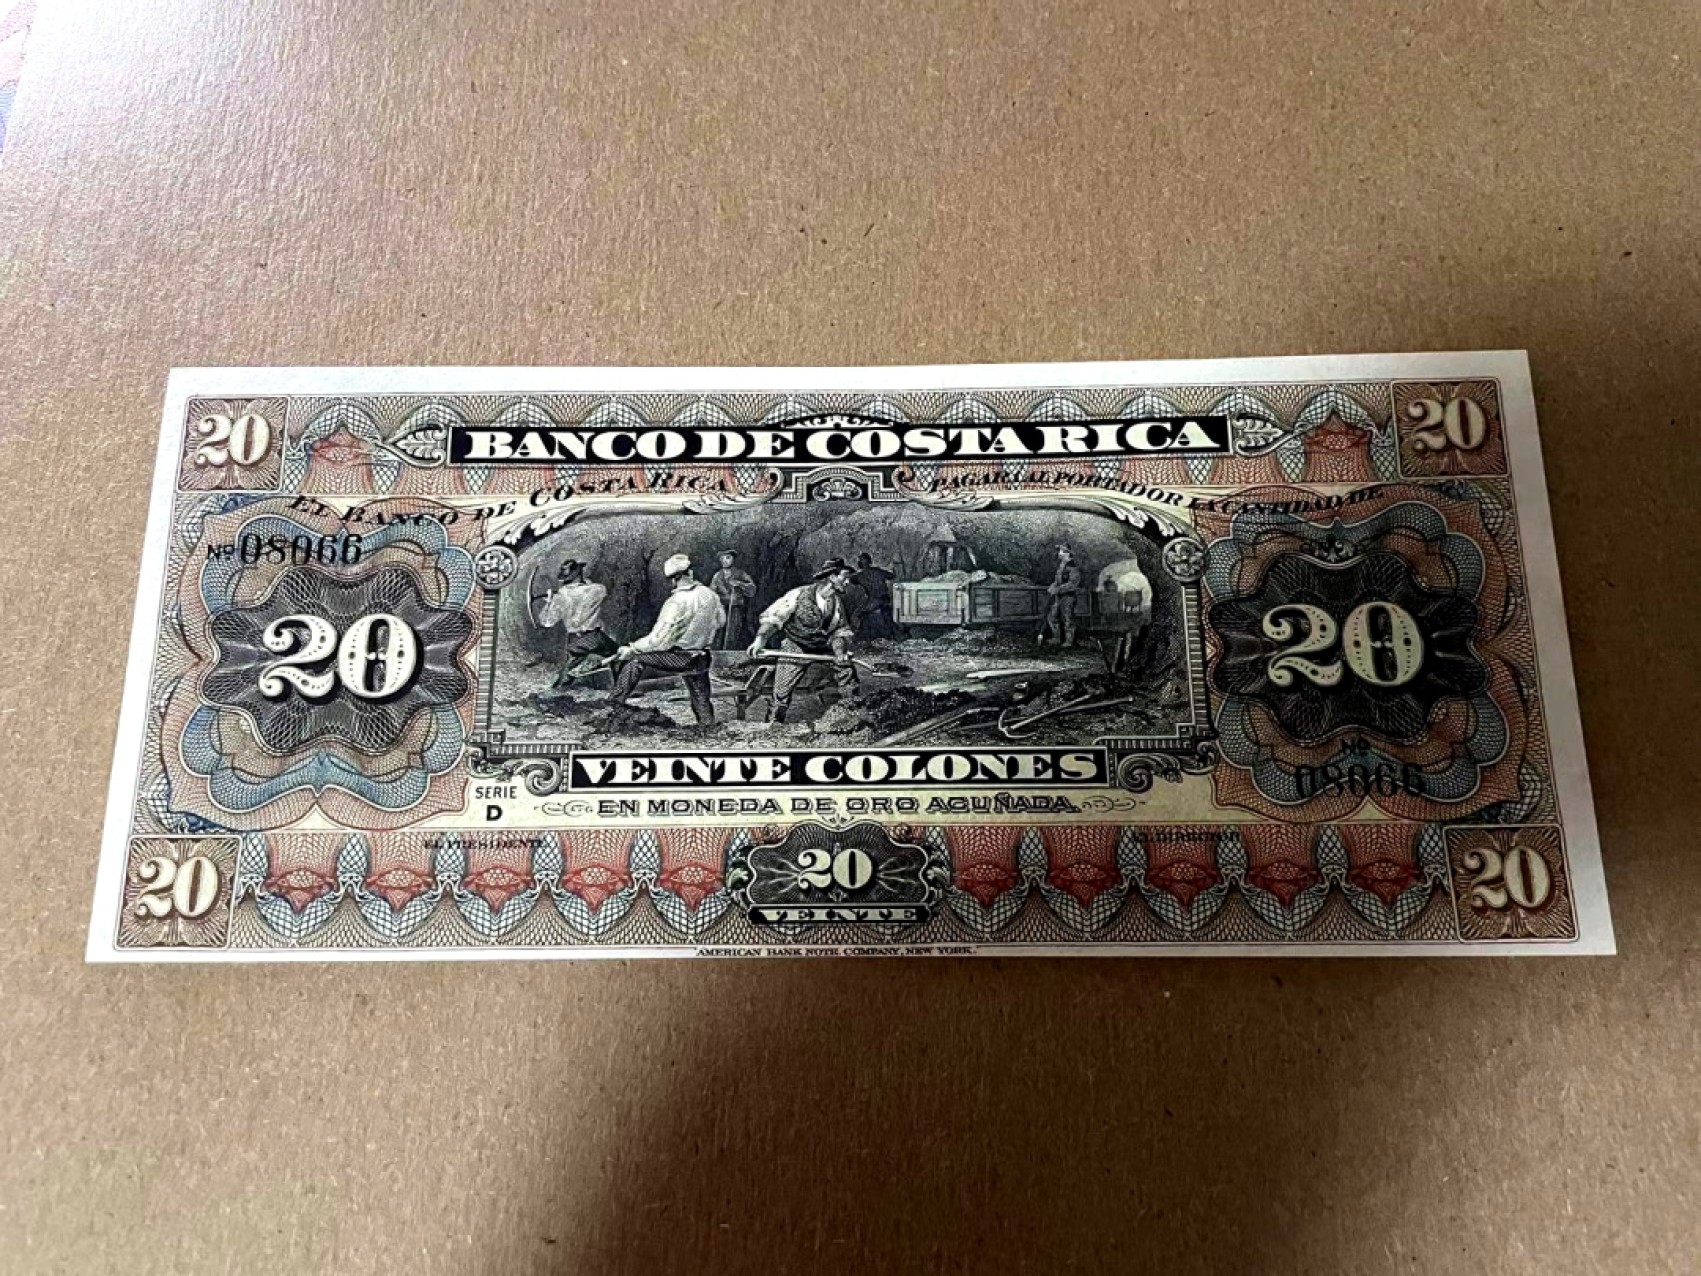 20 BANCO DE COSTA RICA 20
EL BANCO DE COSTA RICA PAGARÁ AL PORTADOR LA CANTIDAD DE
Nº 08066
20 20
VEINTE COLONES
Nº
08066
SERIE
D
EN MONEDA DE ORO ACUÑADA
EL PRESIDENTE EL DIRECTOR
20 20 20
VEINTE
AMERICAN BANK NOTE COMPANY, NEW YORK.